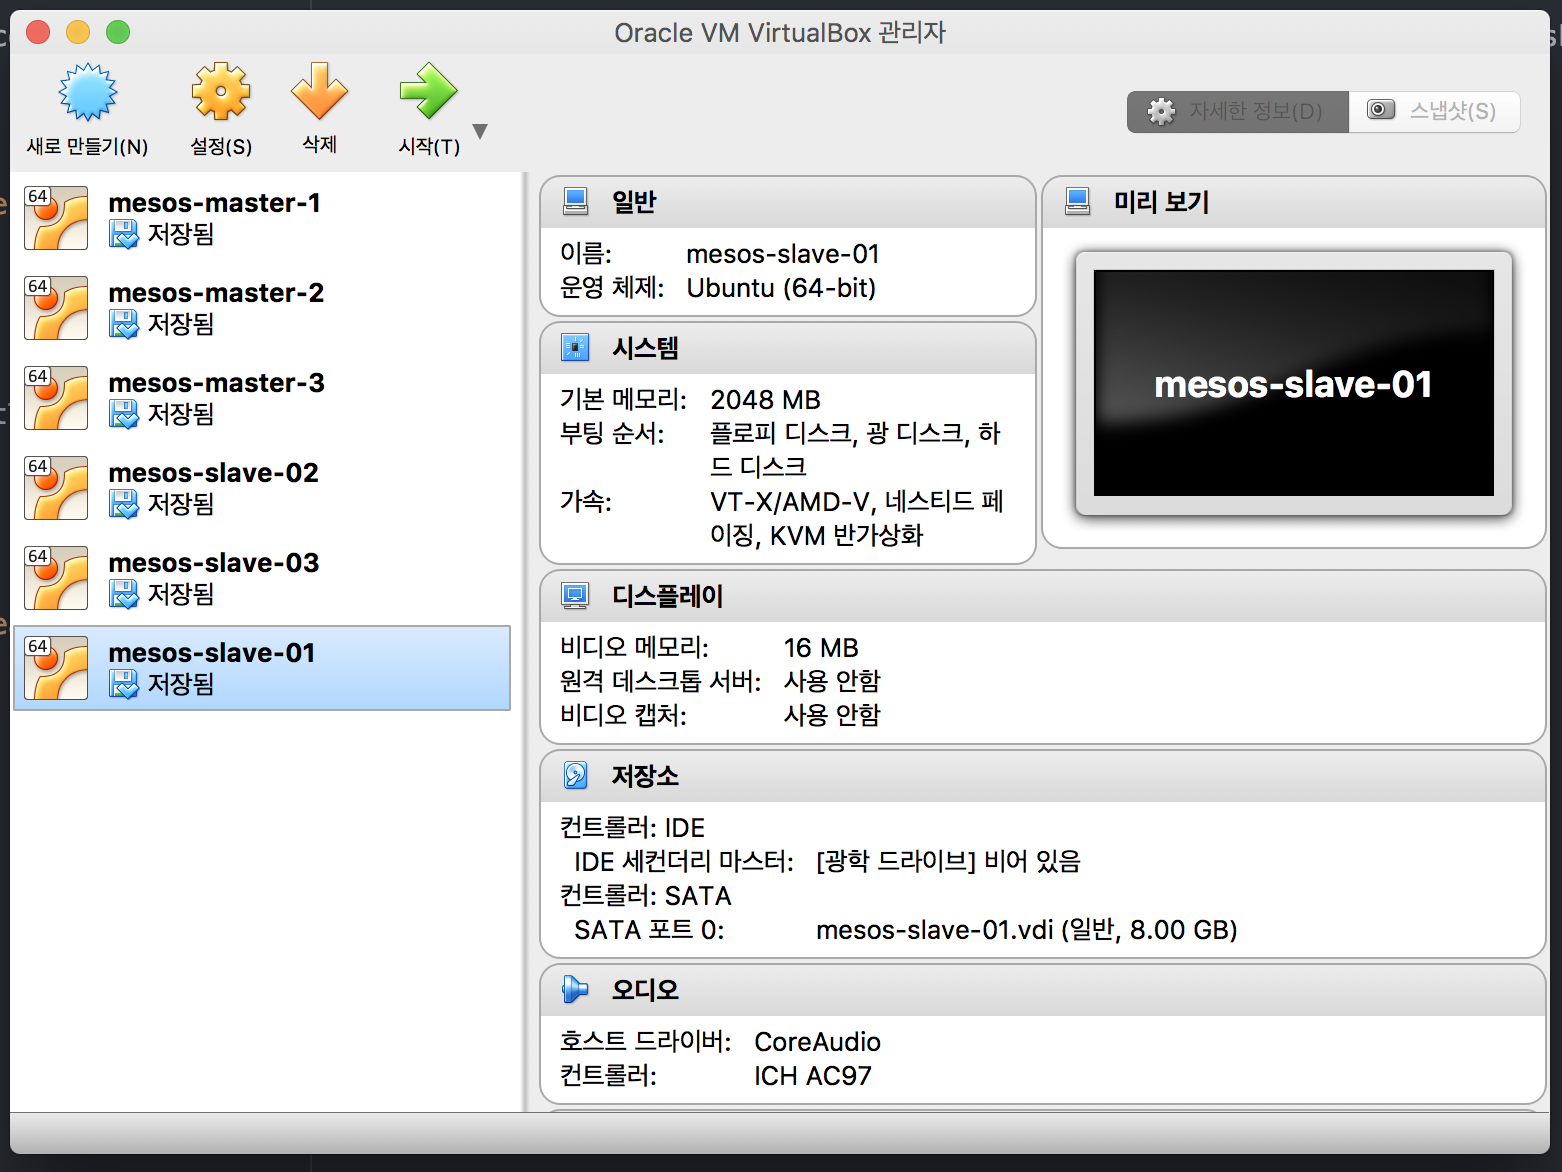 Oracle VM VirtualBox 관리자
새로 만들기(N)
설정(S)
삭제
시작(T)
자세한 정보(D)
스냅샷(S)
64
mesos-master-1
저장됨
64
mesos-master-2
저장됨
64
mesos-master-3
저장됨
64
mesos-slave-02
저장됨
64
mesos-slave-03
저장됨
64
mesos-slave-01
저장됨
일반
이름: mesos-slave-01
운영 체제: Ubuntu (64-bit)
미리 보기
mesos-slave-01
시스템
기본 메모리: 2048 MB
부팅 순서: 플로피 디스크, 광 디스크, 하
드 디스크
가속: VT-X/AMD-V, 네스티드 페
이징, KVM 반가상화
디스플레이
비디오 메모리: 16 MB
원격 데스크톱 서버: 사용 안함
비디오 캡처: 사용 안함
저장소
컨트롤러: IDE
IDE 세컨더리 마스터: [광학 드라이브] 비어 있음
컨트롤러: SATA
SATA 포트 0: mesos-slave-01.vdi (일반, 8.00 GB)
오디오
호스트 드라이버: CoreAudio
컨트롤러: ICH AC97